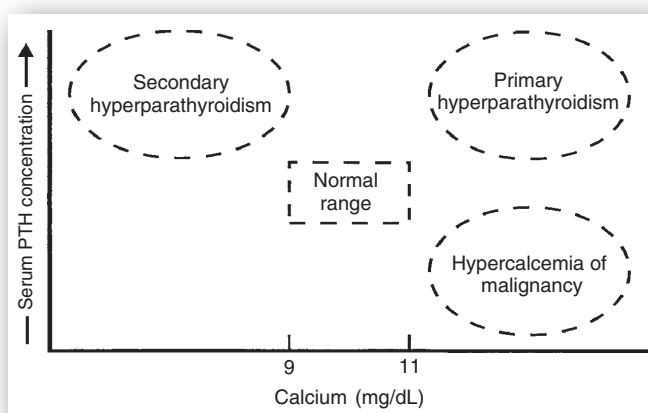 Serum PTH concentration
Secondary
hyperparathyroidism
Primary
hyperparathyroidism
Normal
range
Hypercalcemia of
malignancy
9
11
Calcium (mg/dL)